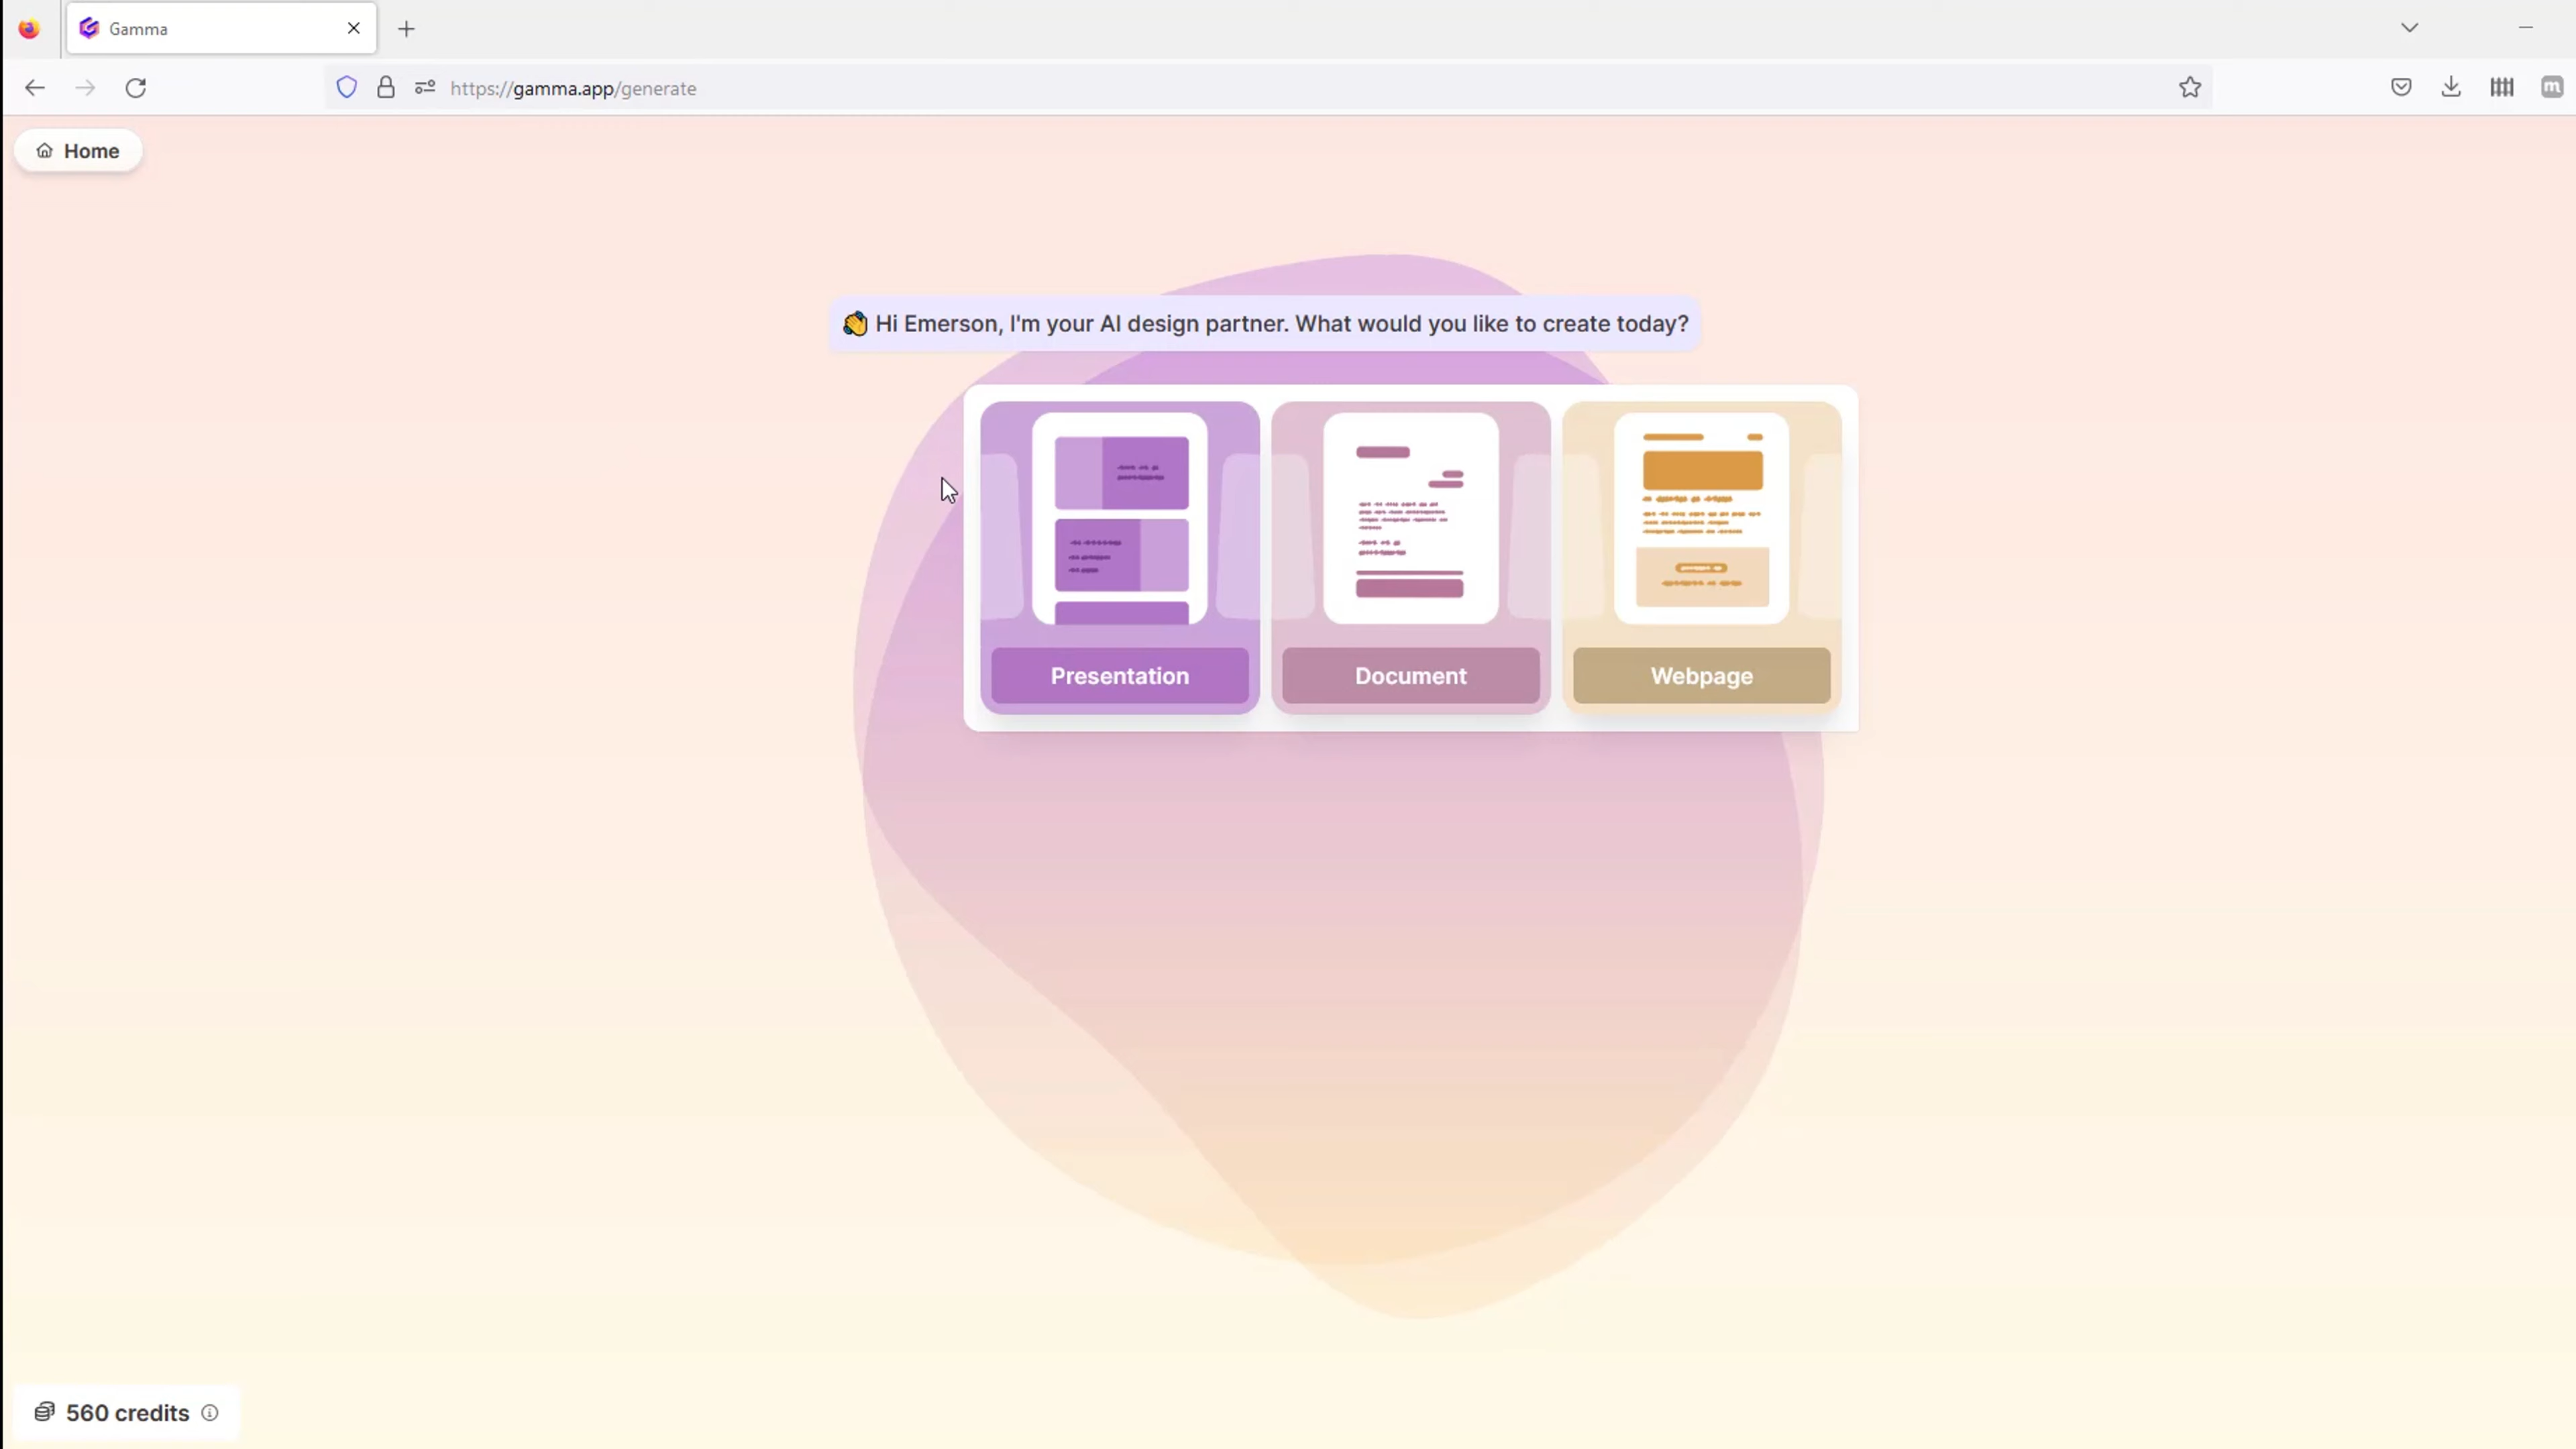 Gamma
https://gamma.app/generate
Home
👋 Hi Emerson, I'm your AI design partner. What would you like to create today?
Presentation
Document
Webpage
560 credits